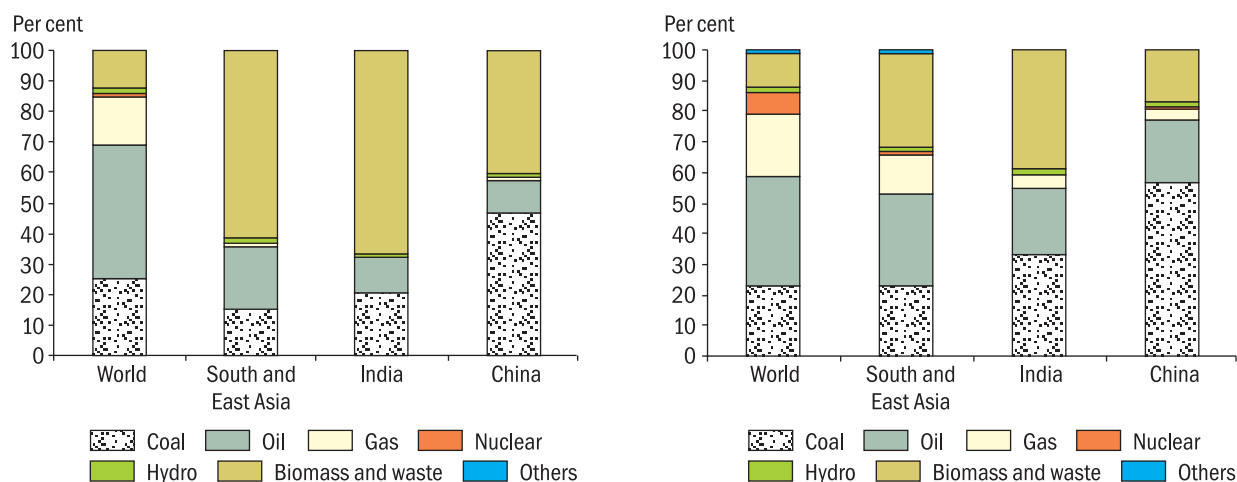 Per cent
100
90
80
70
60
50
40
30
20
10
0
World
South and
East Asia
India
China
Coal
Oil
Gas
Nuclear
Hydro
Biomass and waste
Others
Per cent
100
90
80
70
60
50
40
30
20
10
0
World
South and
East Asia
India
China
Coal
Oil
Gas
Nuclear
Hydro
Biomass and waste
Others